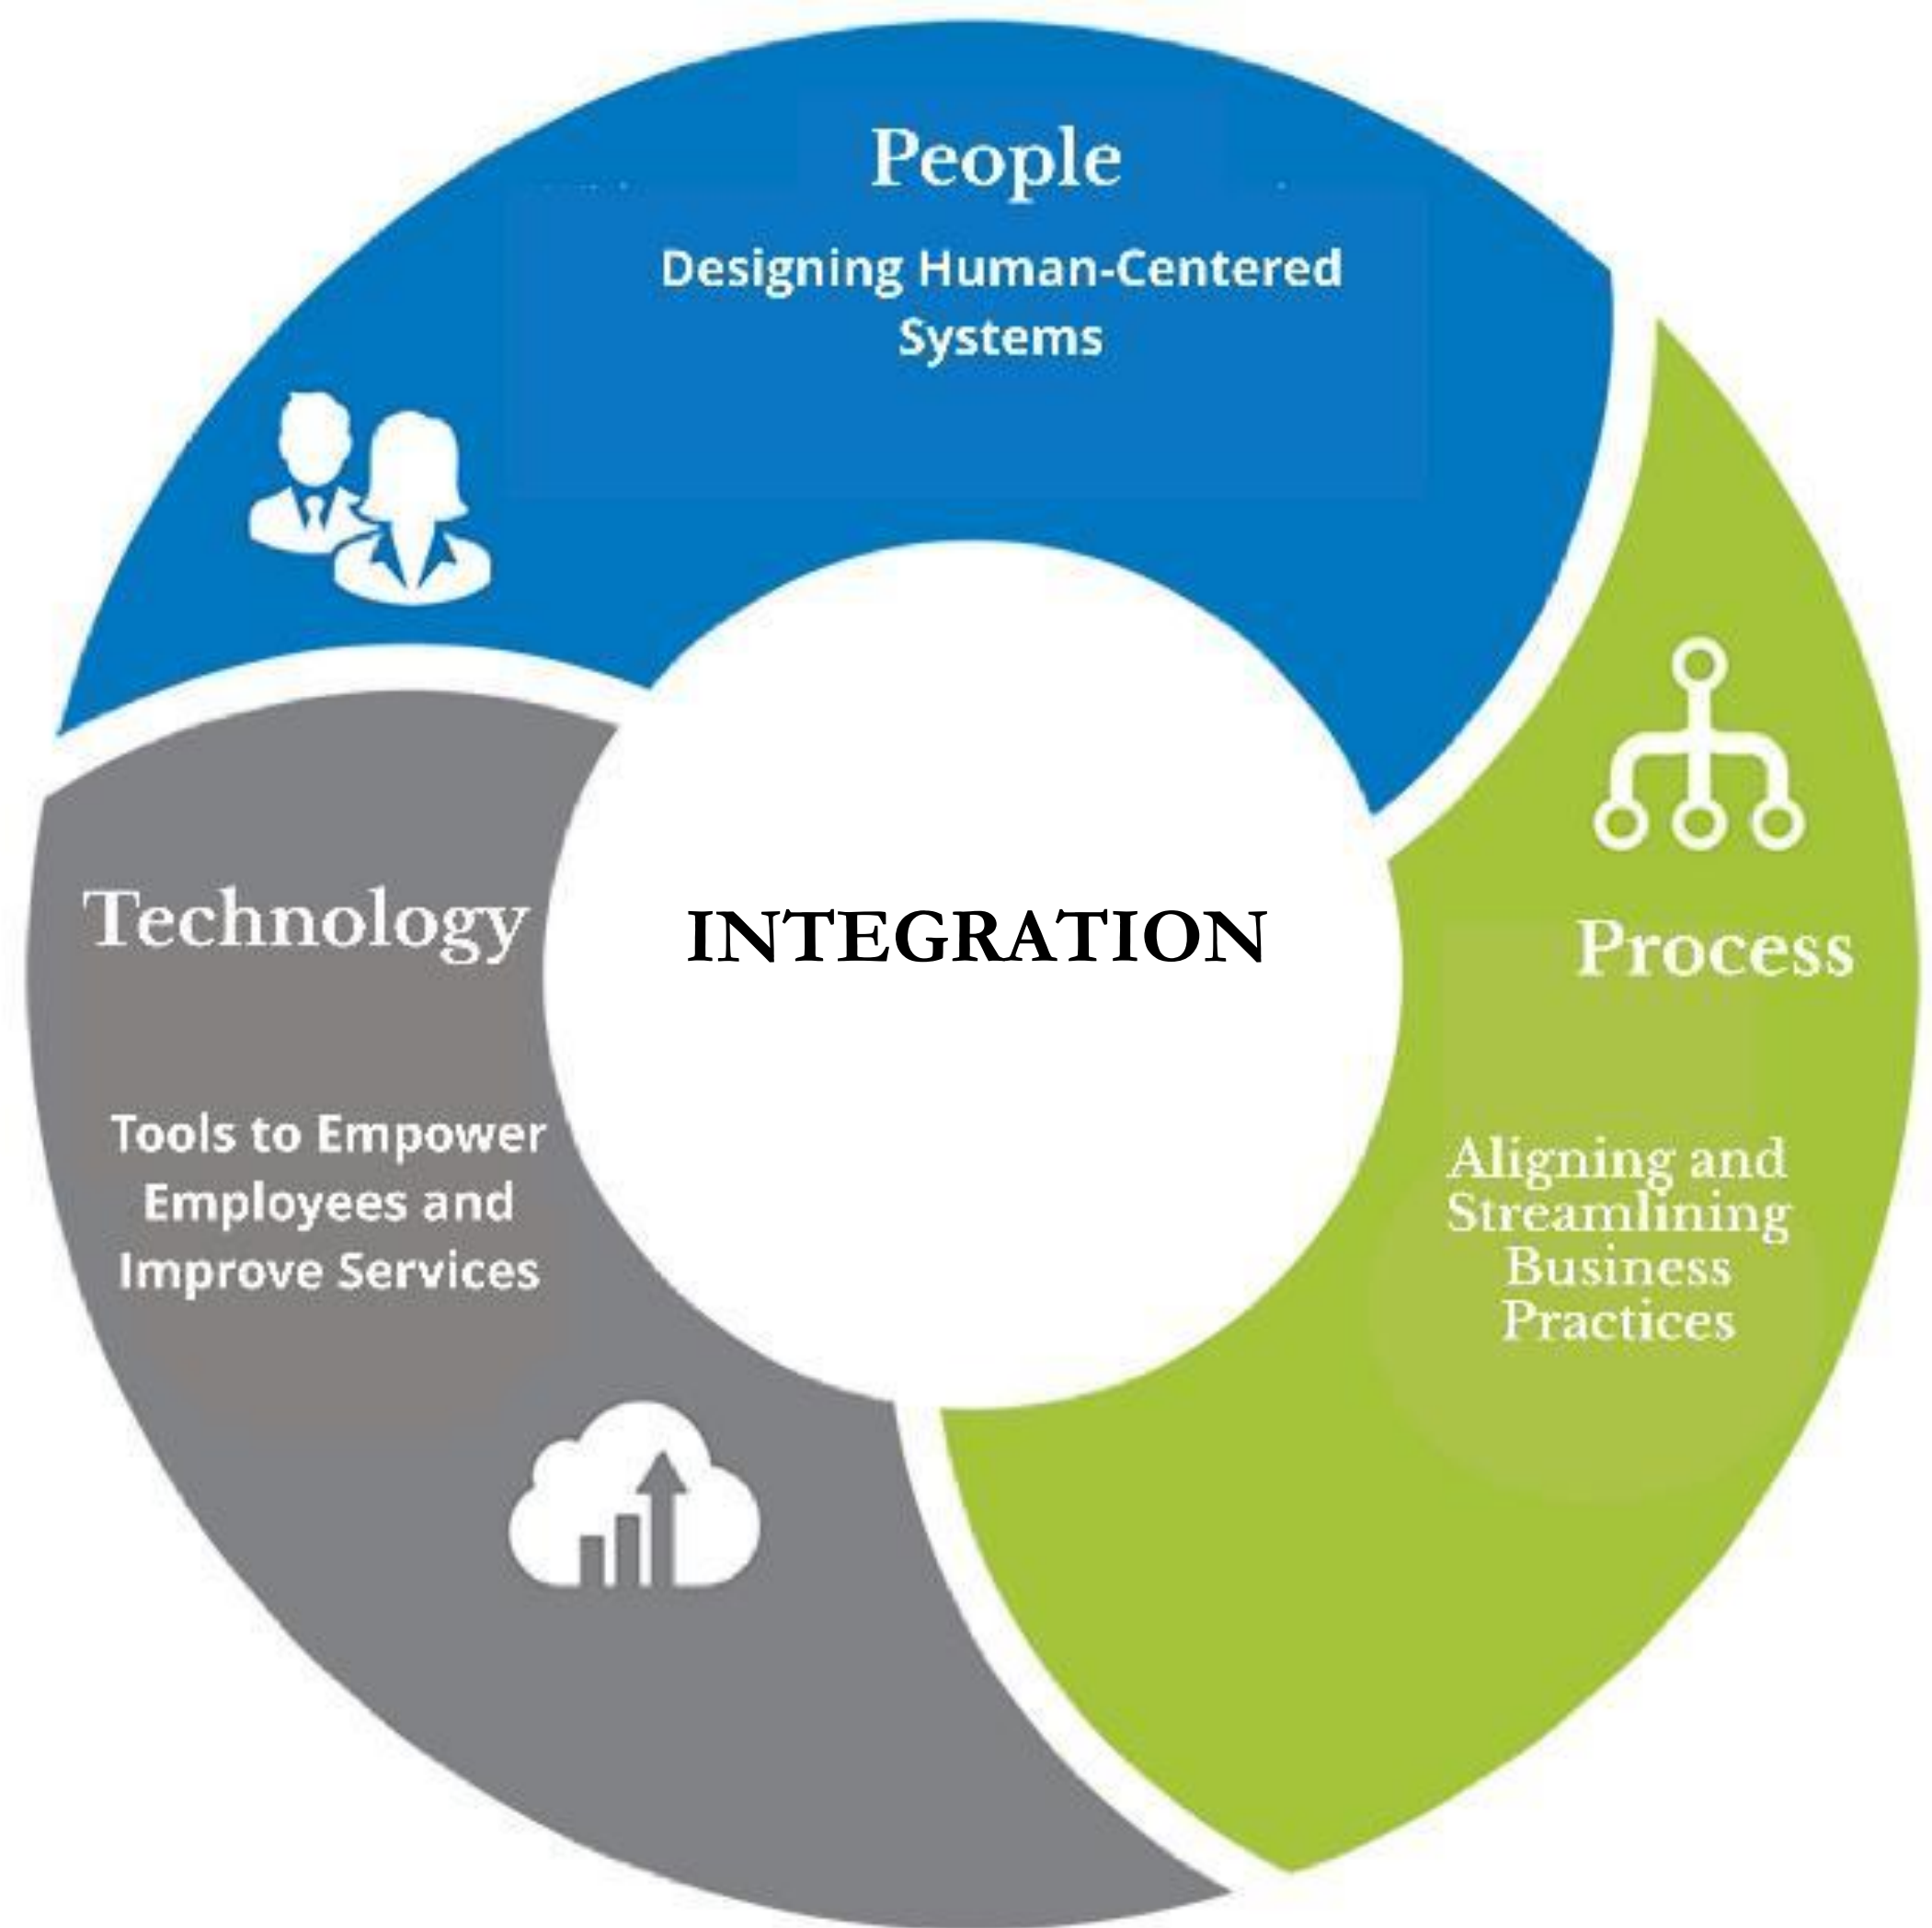 People
Designing Human-Centered
Systems
Technology
INTEGRATION
Process
Tools to Empower
Employees and
Improve Services
Aligning and
Streamlining
Business
Practices